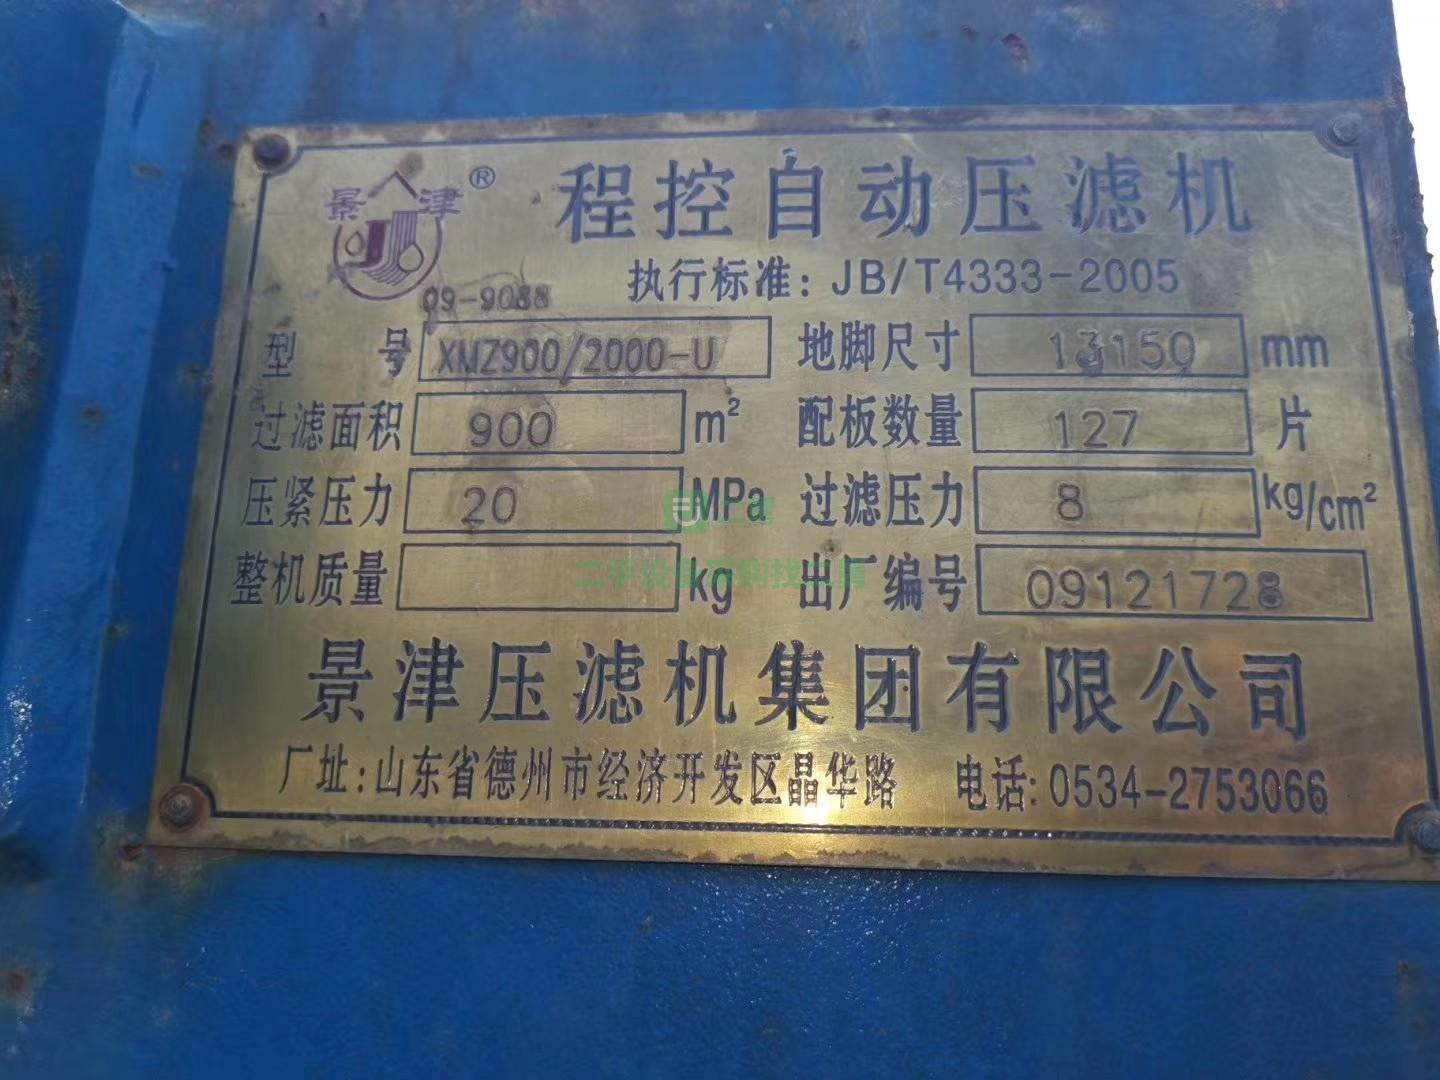 景津® 程控自动压滤机
执行标准：JB/T4333-2005
09-9088
型号 XMZ900/2000-U 地脚尺寸 13150 mm
过滤面积 900 m² 配板数量 127 片
压紧压力 20 MPa 过滤压力 8 kg/cm²
整机质量 kg 出厂编号 09121728
景津压滤机集团有限公司
厂址：山东省德州市经济开发区晶华路 电话：0534-2753066